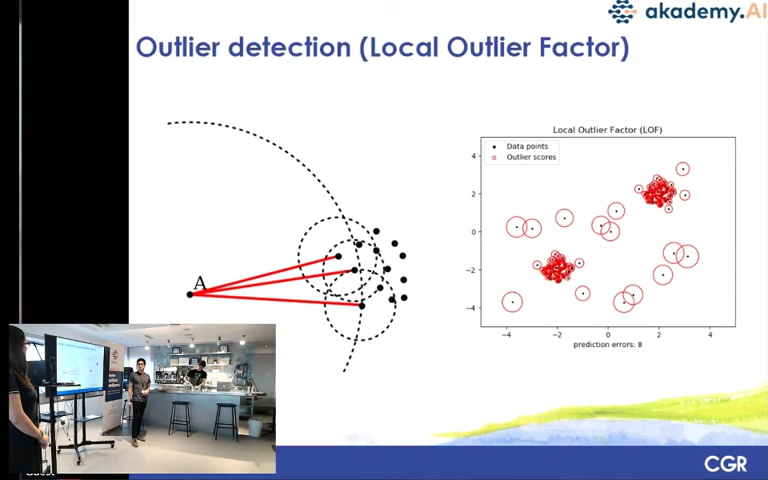 akademy.AI
Outlier detection (Local Outlier Factor)
A
Local Outlier Factor (LOF)
Data points
Outlier scores
4
2
0
−2
−4
−4
−2
0
2
4
prediction errors: 8
CGR